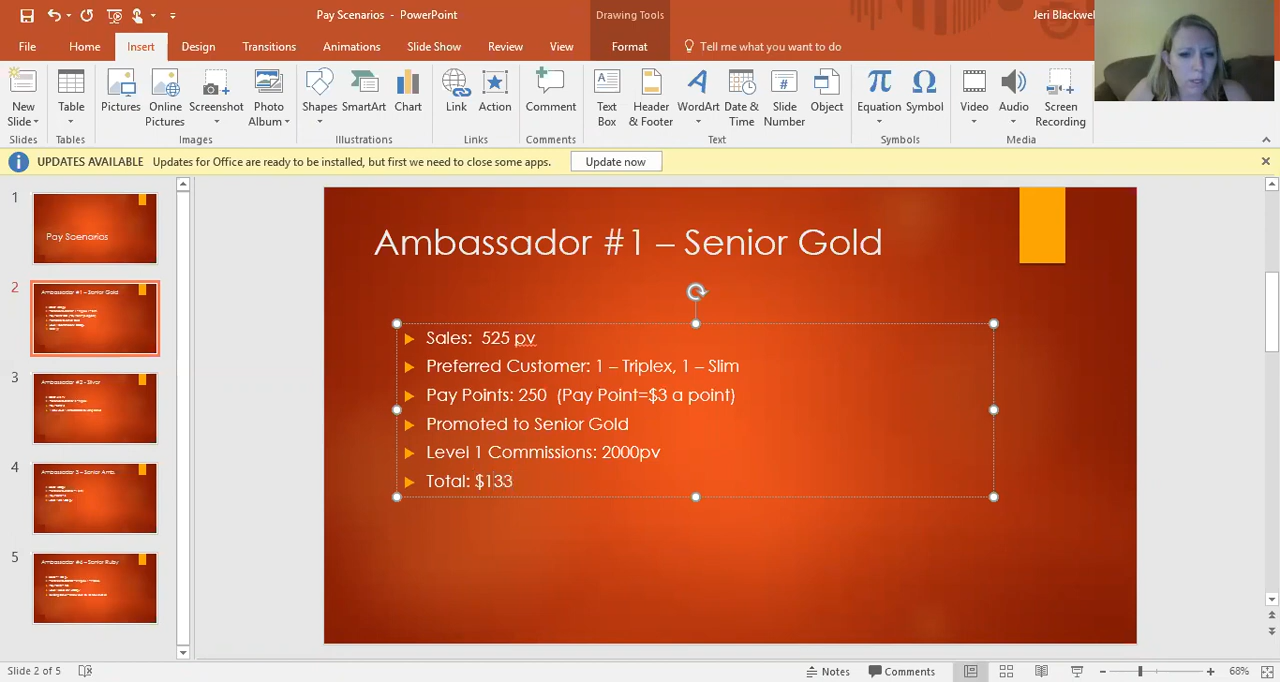 Pay Scenarios - PowerPoint
Drawing Tools
Jeri Blackwel
File Home Insert Design Transitions Animations Slide Show Review View Format Tell me what you want to do
New Slide
Table
Pictures
Online Pictures
Screenshot
Photo Album
Shapes
SmartArt
Chart
Link
Action
Comment
Text Box
Header & Footer
WordArt
Date & Time
Slide Number
Object
Equation
Symbol
Video
Audio
Screen Recording
Slides Tables Images Illustrations Links Comments Text Symbols Media
UPDATES AVAILABLE Updates for Office are ready to be installed, but first we need to close some apps. Update now
1
Pay Scenarios
2
Ambassador #1 – Senior Gold
3
Ambassador #2 - Silver
4
Ambassador 3 – Senior Amb.
5
Ambassador #4 – Senior Ruby
Ambassador #1 – Senior Gold
Sales: 525 pv
Preferred Customer: 1 – Triplex, 1 – Slim
Pay Points: 250 (Pay Point=$3 a point)
Promoted to Senior Gold
Level 1 Commissions: 2000pv
Total: $133
Slide 2 of 5
Notes
Comments
68%